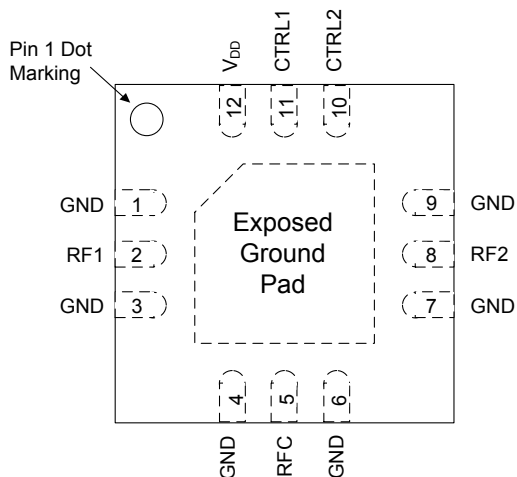 Pin 1 Dot
Marking
VDD
CTRL1
CTRL2
12
11
10
GND 1
9 GND
RF1 2
8 RF2
GND 3
7 GND
Exposed
Ground
Pad
4
5
6
GND
RFC
GND